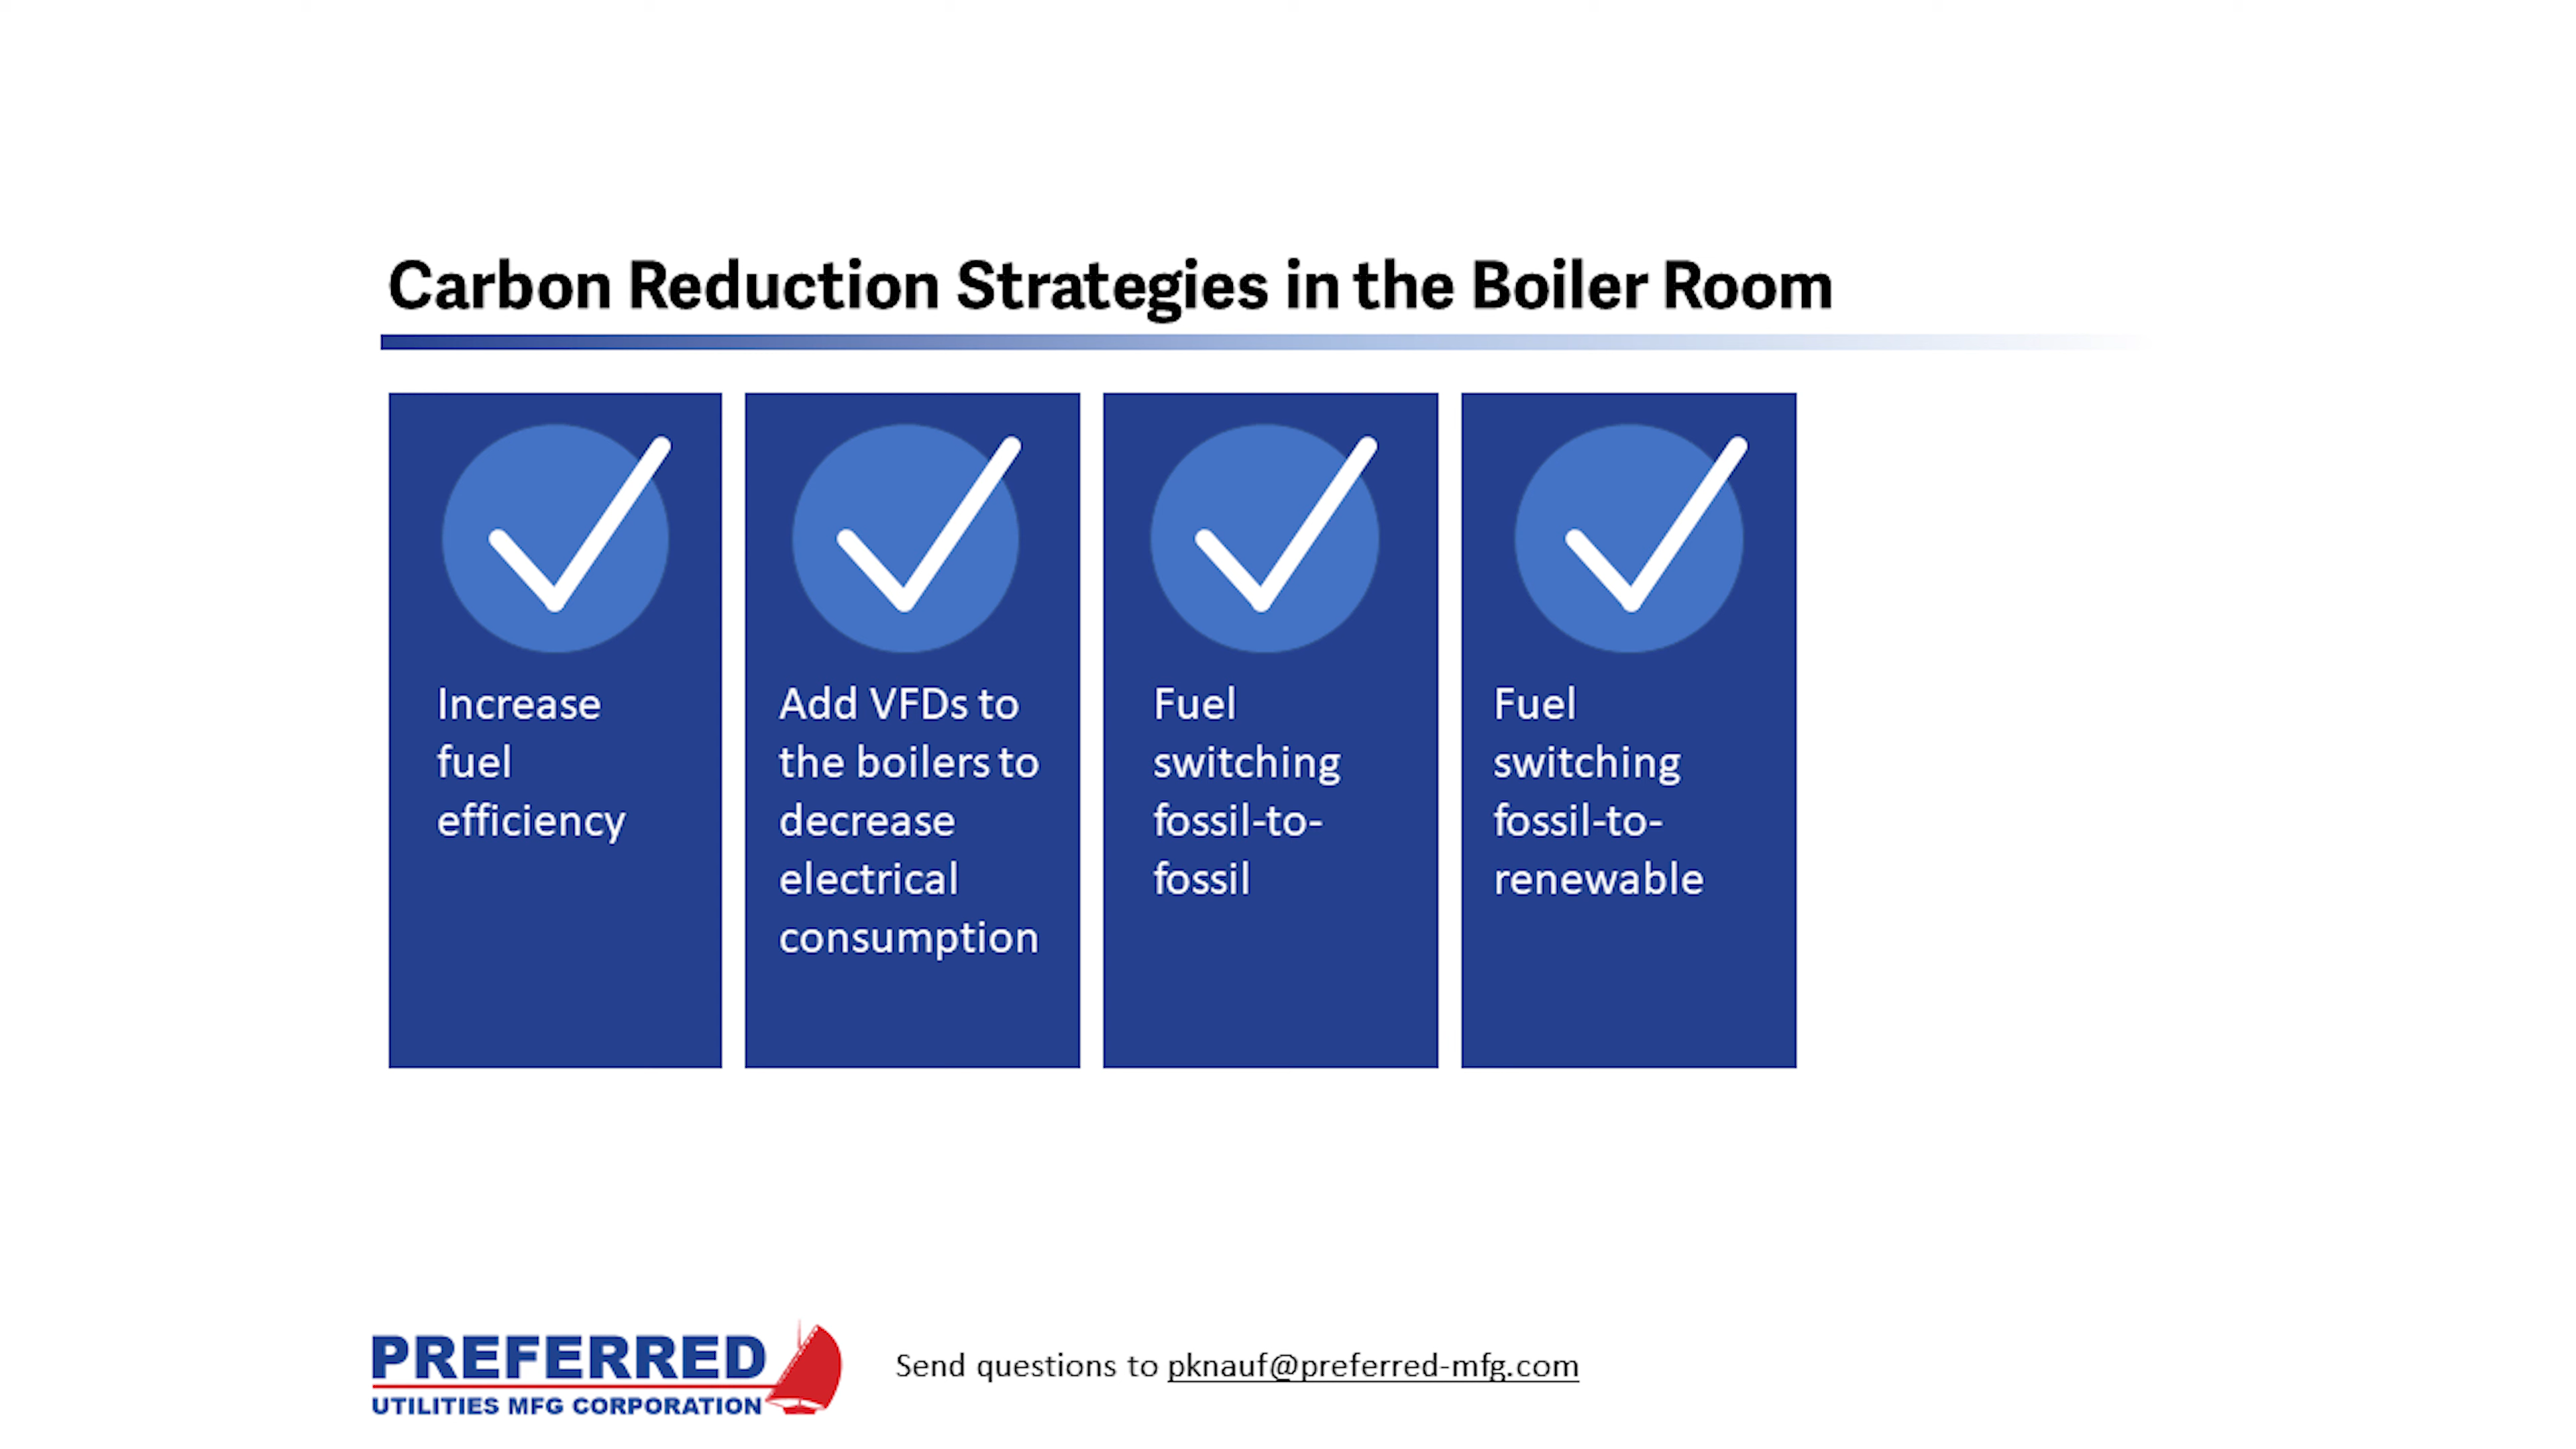 Carbon Reduction Strategies in the Boiler Room
Increase
fuel
efficiency
Add VFDs to
the boilers to
decrease
electrical
consumption
Fuel
switching
fossil-to-
fossil
Fuel
switching
fossil-to-
renewable
PREFERRED
UTILITIES MFG CORPORATION
Send questions to pknauf@preferred-mfg.com